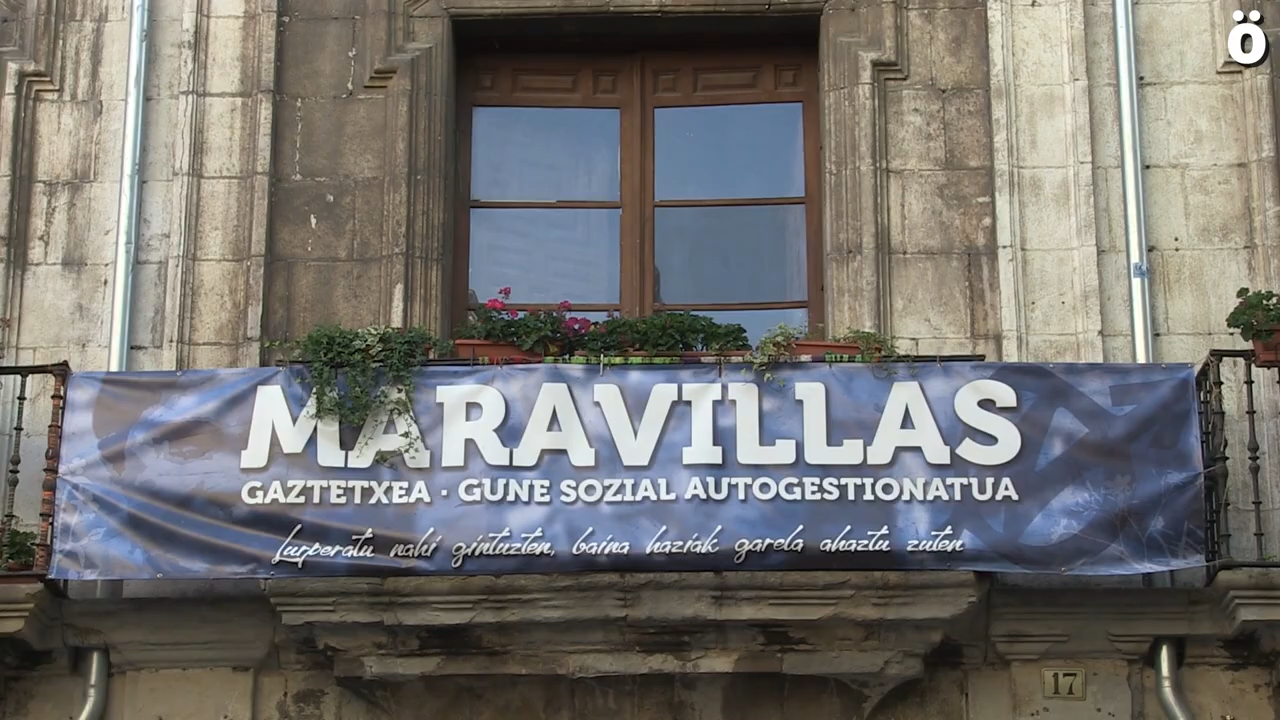 ö
MARAVILLAS
GAZTETXEA · GUNE SOZIAL AUTOGESTIONATUA
Lurperatu nahi gintuzten, baina haziak garela ahaztu zuten
17